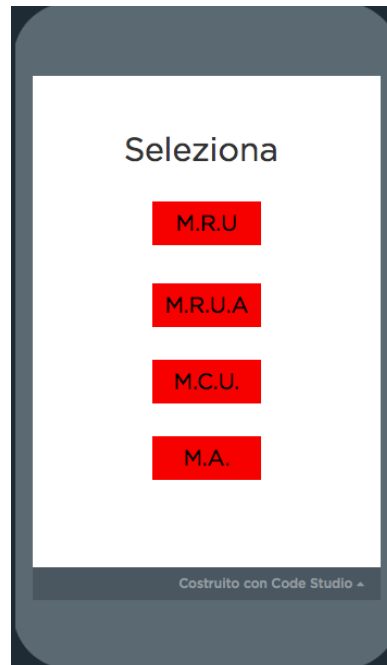 Seleziona
M.R.U
M.R.U.A
M.C.U.
M.A.
Costruito con Code Studio